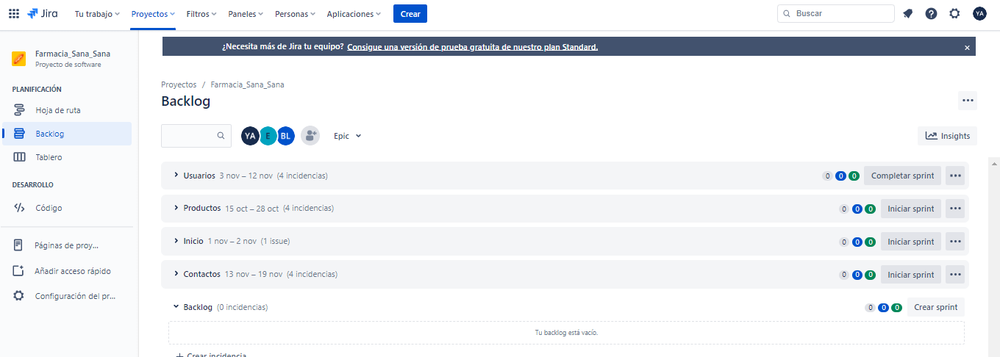 Jira Tu trabajo Proyectos Filtros Paneles Personas Aplicaciones Crear Buscar YA
Farmacia_Sana_Sana
Proyecto de software
PLANIFICACIÓN
Hoja de ruta
Backlog
Tablero
DESARROLLO
Código
Páginas de proy...
Añadir acceso rápido
Configuración del pr...
¿Necesita más de Jira tu equipo? Consigue una versión de prueba gratuita de nuestro plan Standard.
Proyectos / Farmacia_Sana_Sana
Backlog
YA E BL Epic Insights
Usuarios 3 nov – 12 nov (4 incidencias) 0 0 0 Completar sprint
Productos 15 oct – 28 oct (4 incidencias) 0 0 0 Iniciar sprint
Inicio 1 nov – 2 nov (1 issue) 0 0 0 Iniciar sprint
Contactos 13 nov – 19 nov (4 incidencias) 0 0 0 Iniciar sprint
Backlog (0 incidencias) 0 0 0 Crear sprint
Tu backlog está vacío.
+ Crear incidencia